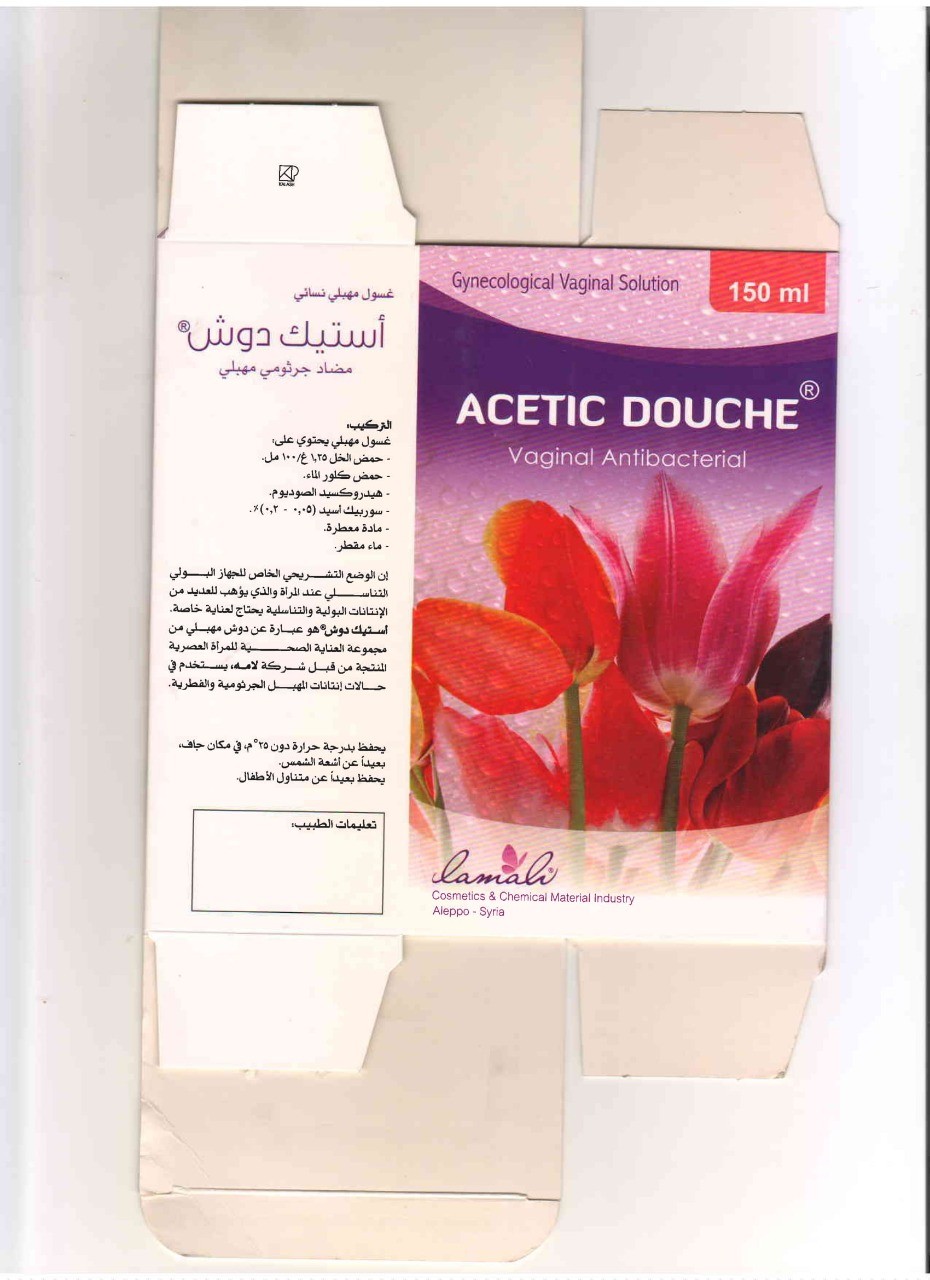 KALASH
غسول مهبلي نسائي
أستيك دوش®
مضاد جرثومي مهبلي
التركيب:
غسول مهبلي يحتوي على:
- حمض الخل ١,٢٥ غ/١٠٠ مل.
- حمض كلور الماء.
- هيدروكسيد الصوديوم.
- سوربيك أسيد (٠,٠٥ - ٠,٢)٪.
- مادة معطرة.
- ماء مقطر.
إن الوضع التشريحي الخاص للجهاز البولي
التناسلي عند المرأة والذي يؤهب للعديد من
الإنتانات البولية والتناسلية يحتاج لعناية خاصة.
أستيك دوش® هو عبارة عن دوش مهبلي من
مجموعة العناية الصحية للمرأة العصرية
المنتجة من قبل شركة لامه، يستخدم في
حالات إنتانات المهبل الجرثومية والفطرية.
يحفظ بدرجة حرارة دون ٢٥°م، في مكان جاف،
بعيداً عن أشعة الشمس.
يحفظ بعيداً عن متناول الأطفال.
تعليمات الطبيب:
Gynecological Vaginal Solution
150 ml
ACETIC DOUCHE®
Vaginal Antibacterial
lamah®
Cosmetics & Chemical Material Industry
Aleppo - Syria